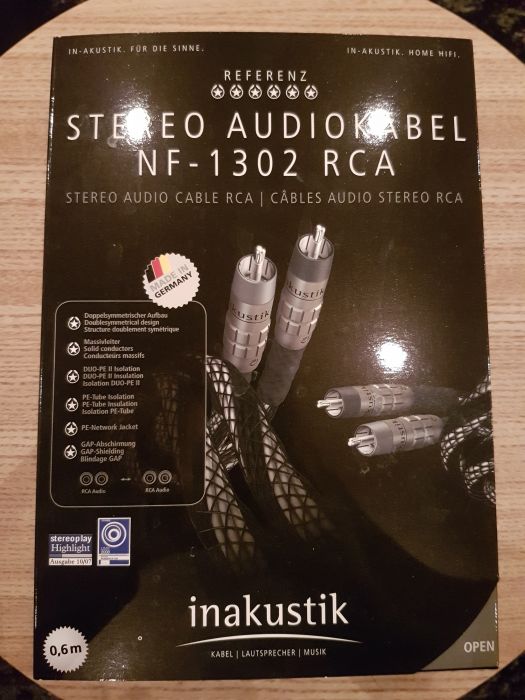 IN-AKUSTIK. FÜR DIE SINNE.
IN-AKUSTIK. HOME HIFI.
REFERENZ
STEREO AUDIOKABEL
NF-1302 RCA
STEREO AUDIO CABLE RCA | CÂBLES AUDIO STEREO RCA
MADE IN
GERMANY
inakustik
Doppelsymmetrischer Aufbau
Doublesymmetrical design
Structure doublement symétrique
Massivleiter
Solid conductors
Conducteurs massifs
DUO-PE II Isolation
DUO-PE II Insulation
Isolation DUO-PE II
PE-Tube Isolation
PE-Tube Insulation
Isolation PE-Tube
PE-Network Jacket
GAP-Abschirmung
GAP-Shielding
Blindage GAP
RCA Audio
RCA Audio
stereoplay
Highlight
Ausgabe 10/07
inakustik
KABEL | LAUTSPRECHER | MUSIK
0,6 m
OPEN